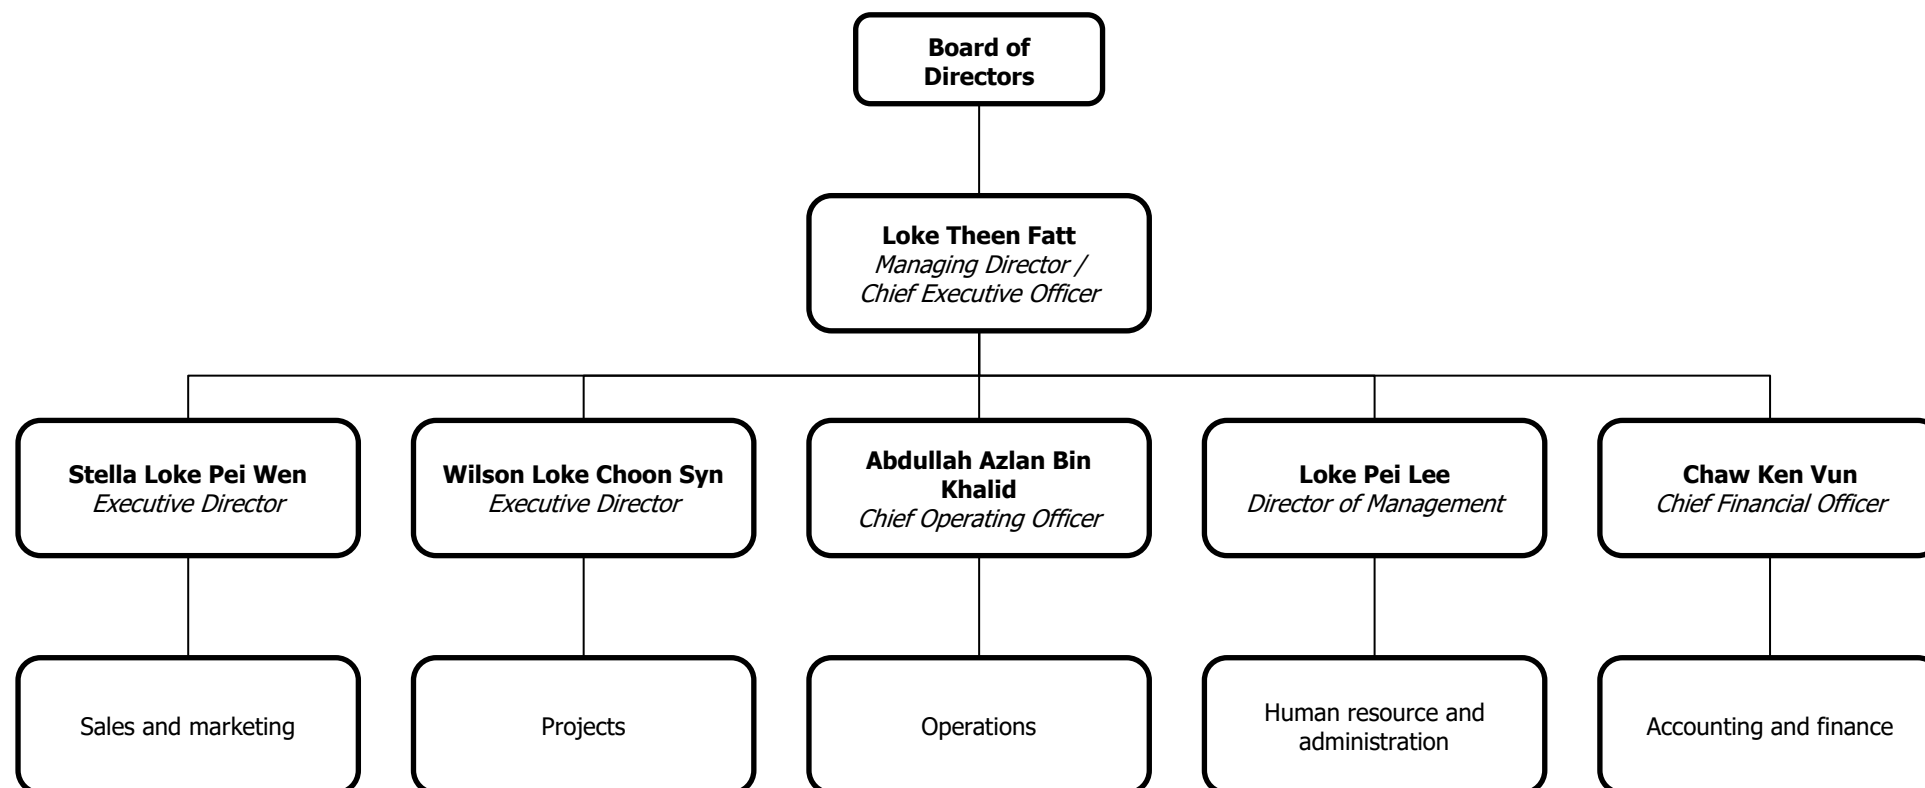 Board of
Directors
Loke Theen Fatt
Managing Director /
Chief Executive Officer
Stella Loke Pei Wen
Executive Director
Wilson Loke Choon Syn
Executive Director
Abdullah Azlan Bin
Khalid
Chief Operating Officer
Loke Pei Lee
Director of Management
Chaw Ken Vun
Chief Financial Officer
Sales and marketing
Projects
Operations
Human resource and
administration
Accounting and finance